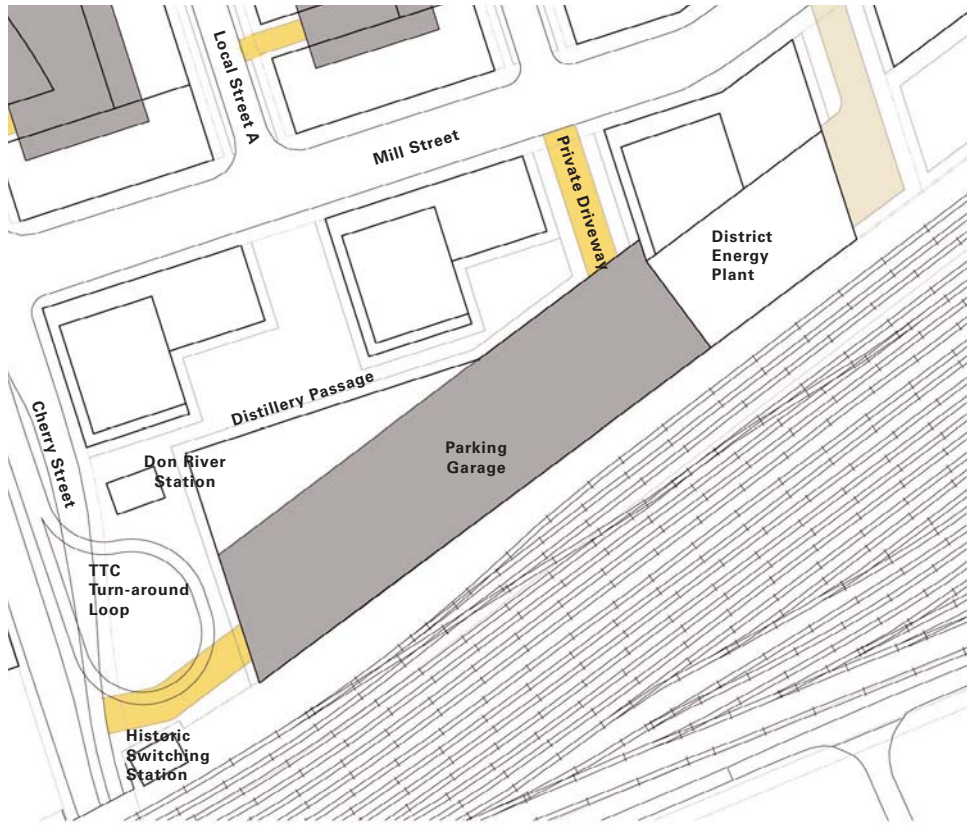 Local Street A
Mill Street
Private Driveway
District
Energy
Plant
Distillery Passage
Cherry Street
Parking
Garage
Don River
Station
TTC
Turn-around
Loop
Historic
Switching
Station